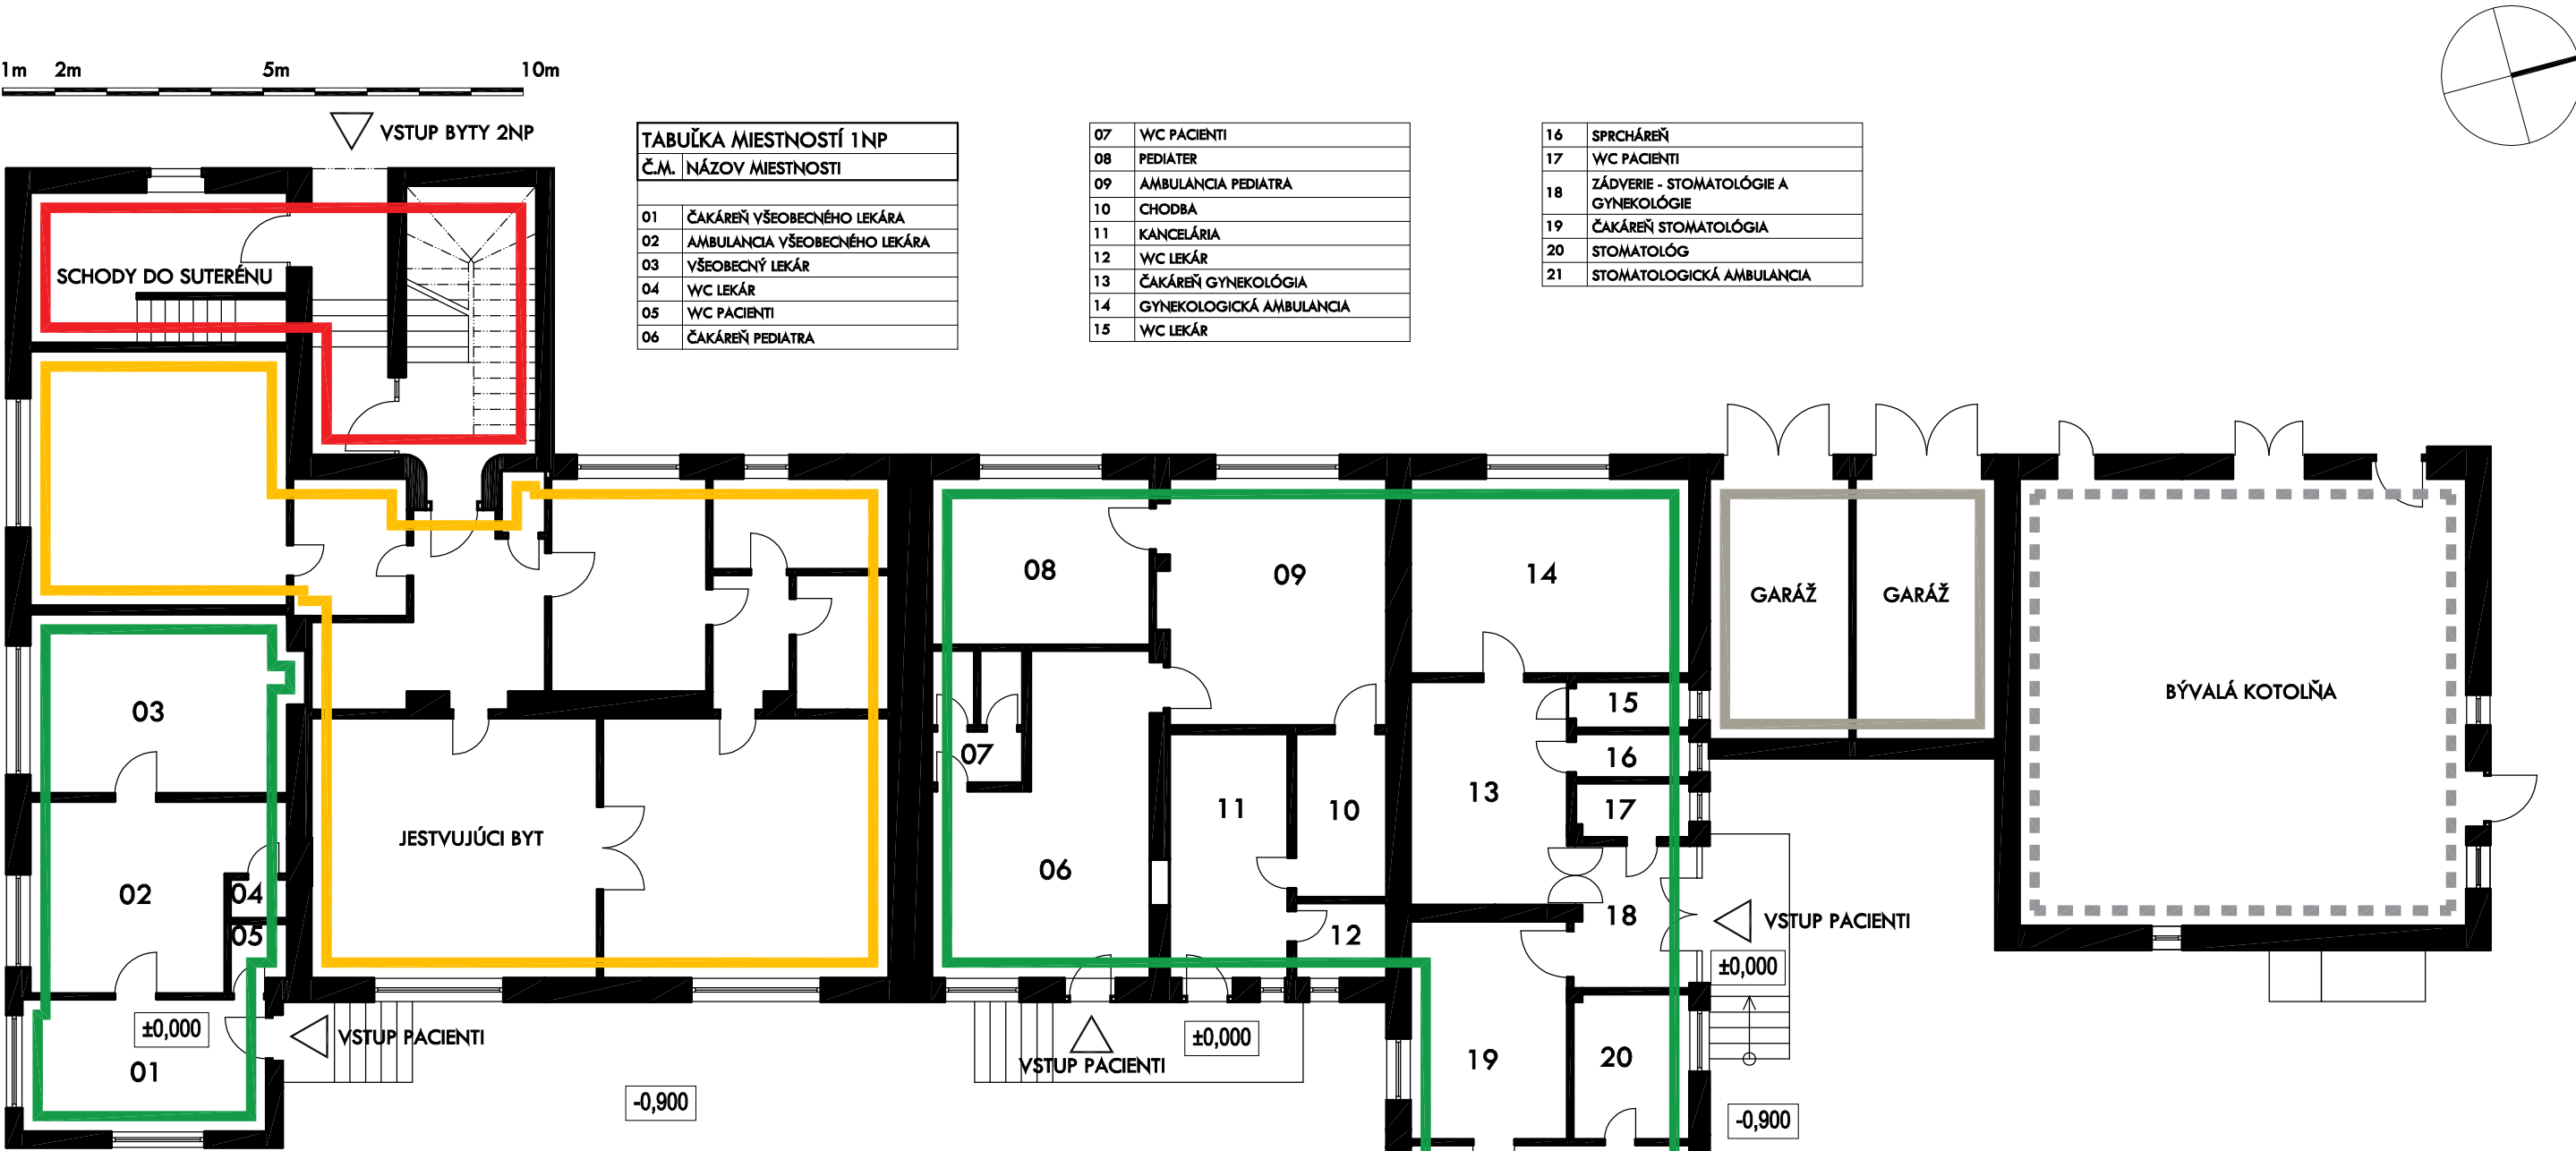 1m 2m 5m 10m
VSTUP BYTY 2NP
TABUĽKA MIESTNOSTÍ 1NP
Č.M. NÁZOV MIESTNOSTI
01 ČAKÁREŇ VŠEOBECNÉHO LEKÁRA
02 AMBULANCIA VŠEOBECNÉHO LEKÁRA
03 VŠEOBECNÝ LEKÁR
04 WC LEKÁR
05 WC PACIENTI
06 ČAKÁREŇ PEDIATRA
07 WC PACIENTI
08 PEDIATER
09 AMBULANCIA PEDIATRA
10 CHODBA
11 KANCELÁRIA
12 WC LEKÁR
13 ČAKÁREŇ GYNEKOLÓGIA
14 GYNEKOLOGICKÁ AMBULANCIA
15 WC LEKÁR
16 SPRCHÁREŇ
17 WC PACIENTI
18 ZÁDVERIE - STOMATOLÓGIE A
GYNEKOLÓGIE
19 ČAKÁREŇ STOMATOLÓGIA
20 STOMATOLÓG
21 STOMATOLOGICKÁ AMBULANCIA
SCHODY DO SUTERÉNU
08
09
14
GARÁŽ
GARÁŽ
BÝVALÁ KOTOLŇA
03
07
15
16
13
11
10
17
JESTVUJÚCI BYT
06
02
04
05
12
18
VSTUP PACIENTI
±0,000
±0,000
VSTUP PACIENTI
01
±0,000
VSTUP PACIENTI
19
20
-0,900
-0,900